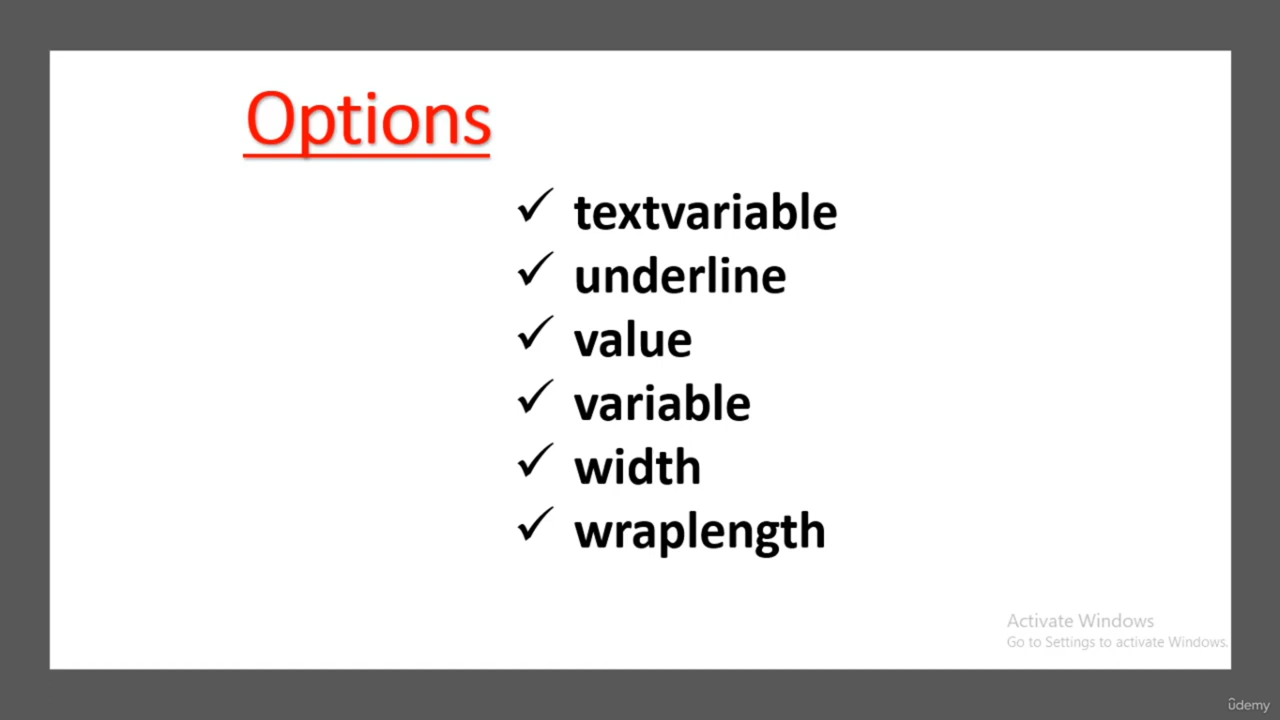 Options
✓ textvariable
✓ underline
✓ value
✓ variable
✓ width
✓ wraplength
Activate Windows
Go to Settings to activate Windows.
ûdemy